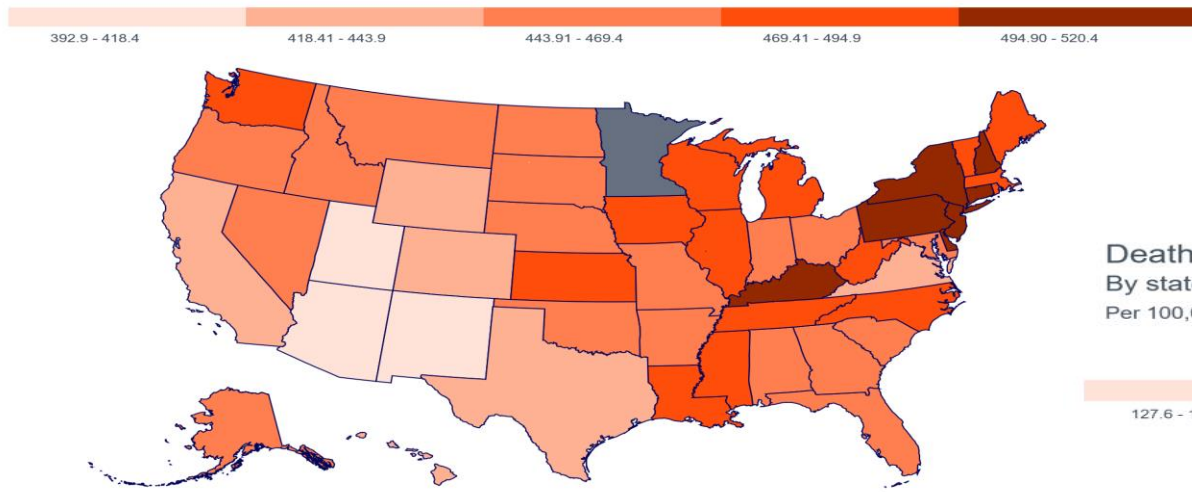 392.9 - 418.4
418.41 - 443.9
443.91 - 469.4
469.41 - 494.9
494.90 - 520.4
Death
By stat
Per 100,
127.6 - 1